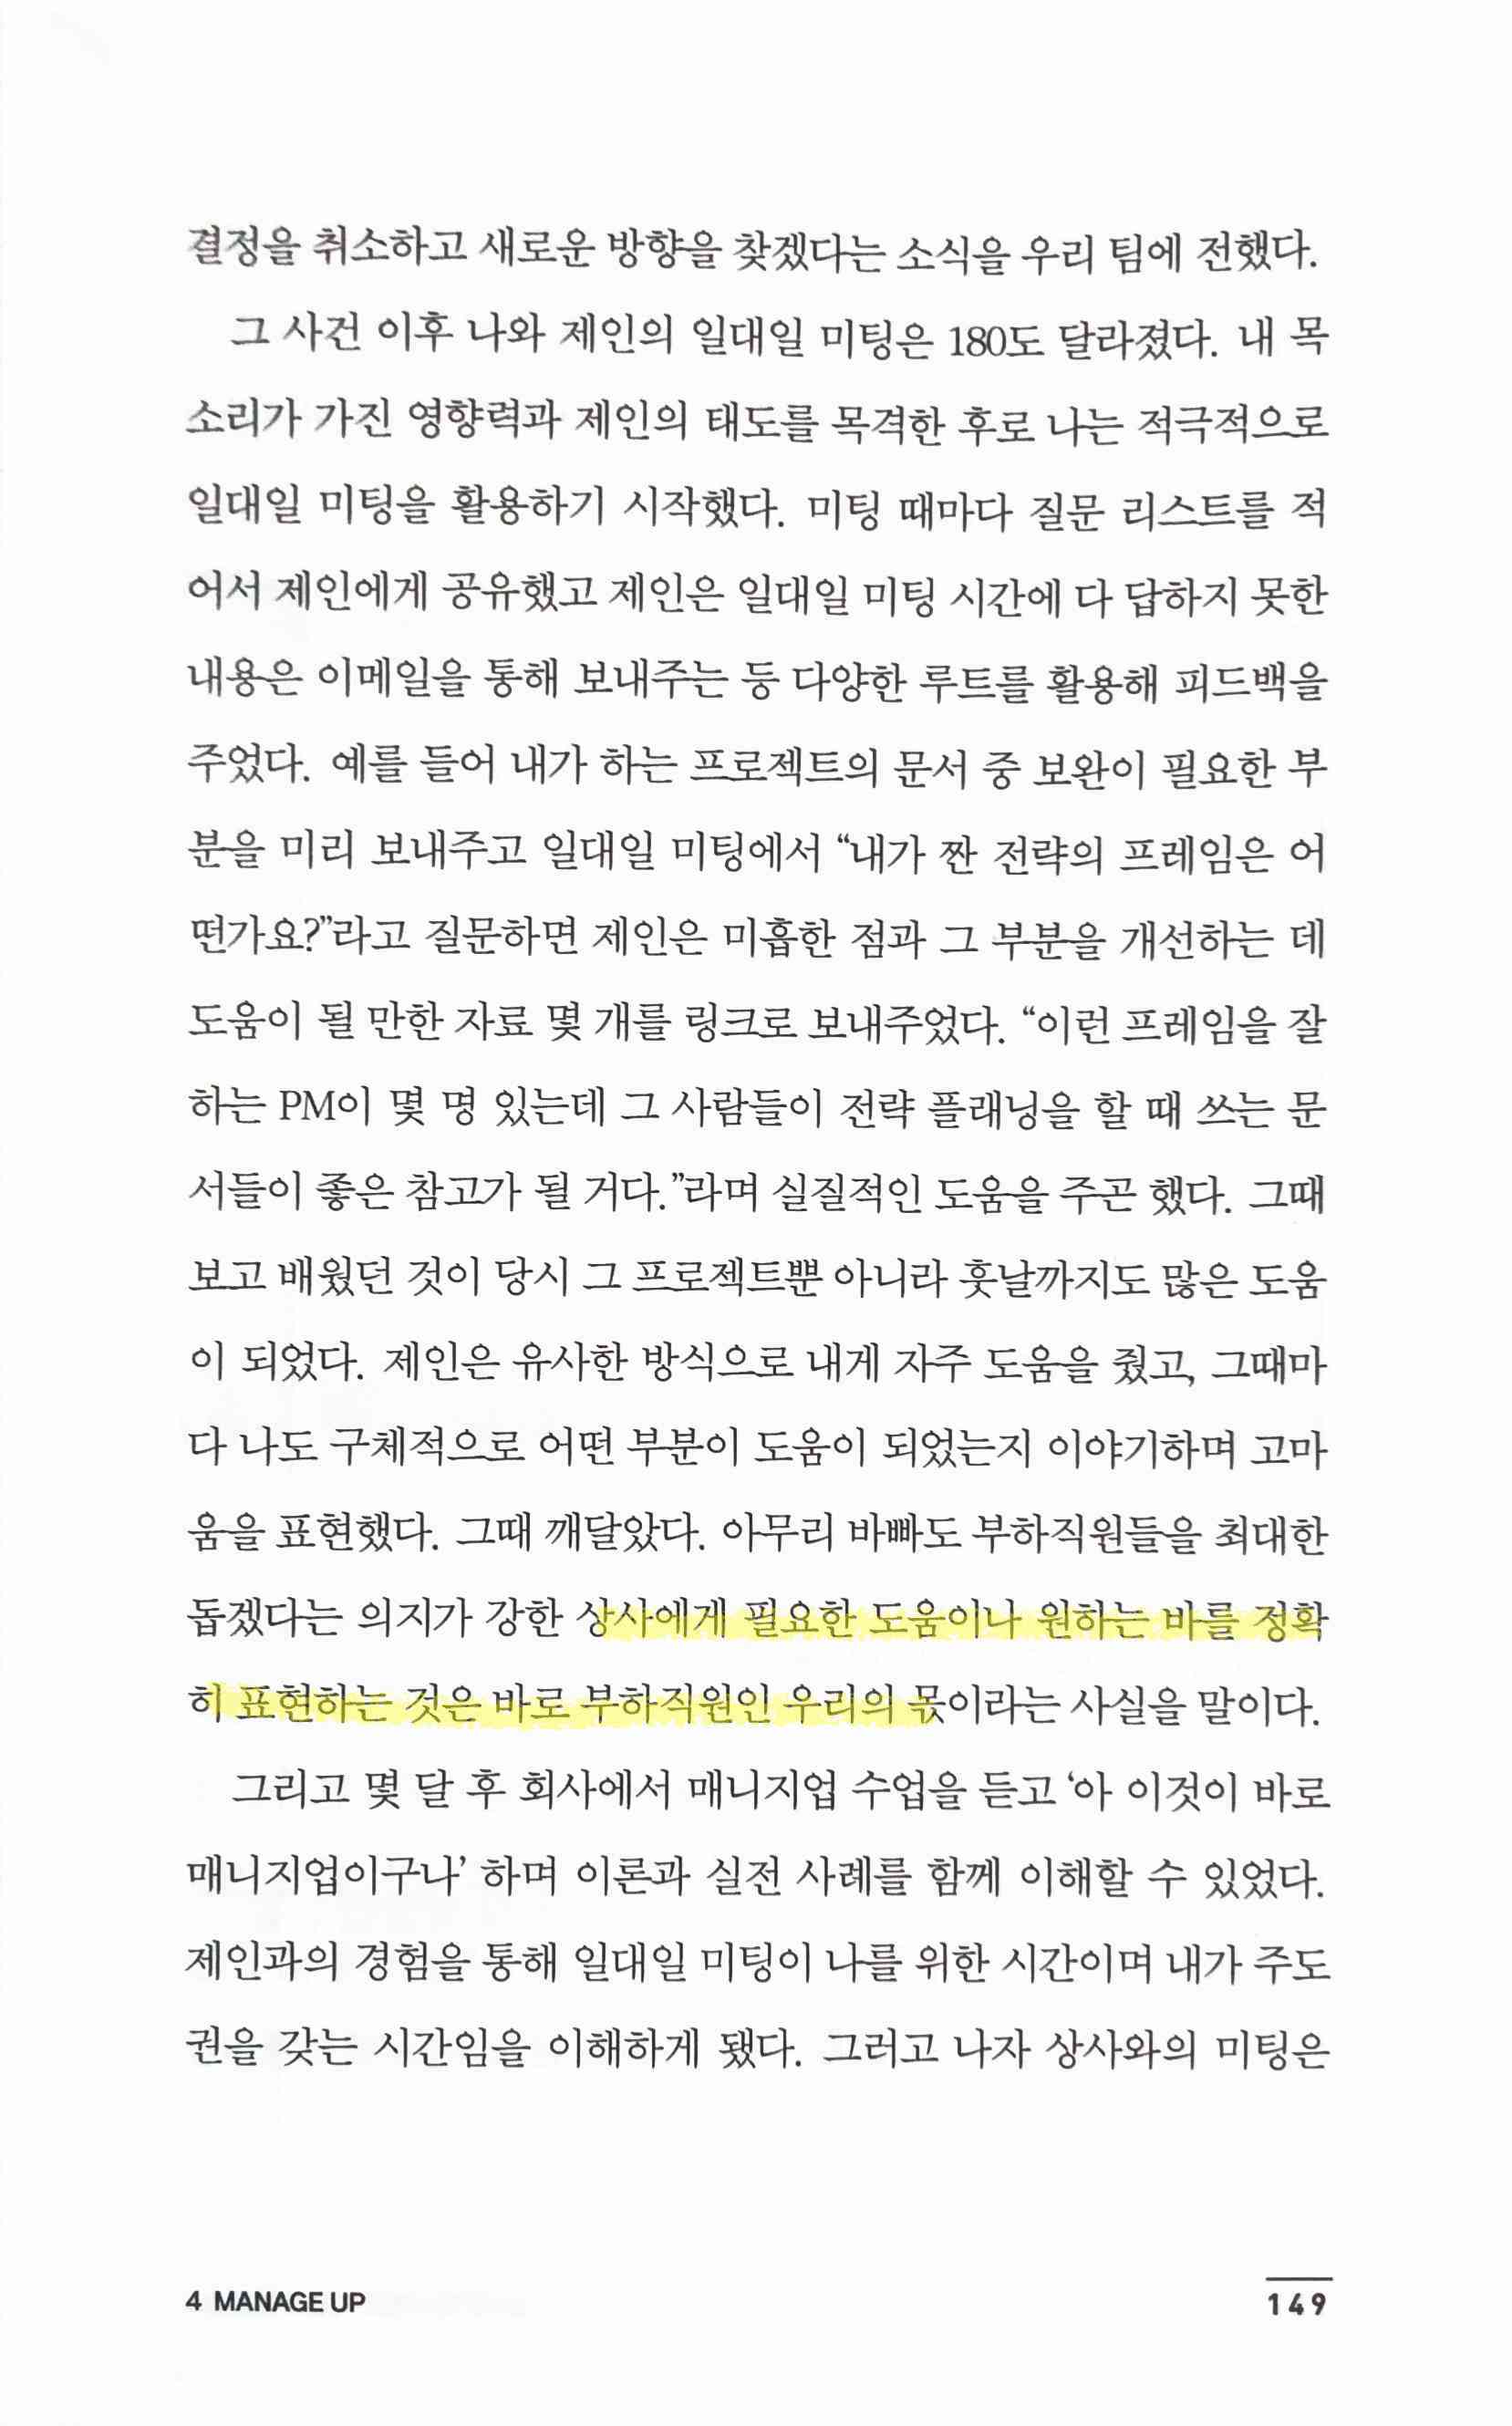 결정을 취소하고 새로운 방향을 찾겠다는 소식을 우리 팀에 전했다.
그 사건 이후 나와 제인의 일대일 미팅은 180도 달라졌다. 내 목
소리가 가진 영향력과 제인의 태도를 목격한 후로 나는 적극적으로
일대일 미팅을 활용하기 시작했다. 미팅 때마다 질문 리스트를 적
어서 제인에게 공유했고 제인은 일대일 미팅 시간에 다 답하지 못한
내용은 이메일을 통해 보내주는 등 다양한 루트를 활용해 피드백을
주었다. 예를 들어 내가 하는 프로젝트의 문서 중 보완이 필요한 부
분을 미리 보내주고 일대일 미팅에서 “내가 짠 전략의 프레임은 어
떤가요?”라고 질문하면 제인은 미흡한 점과 그 부분을 개선하는 데
도움이 될 만한 자료 몇 개를 링크로 보내주었다. “이런 프레임을 잘
하는 PM이 몇 명 있는데 그 사람들이 전략 플래닝을 할 때 쓰는 문
서들이 좋은 참고가 될 거다.”라며 실질적인 도움을 주곤 했다. 그때
보고 배웠던 것이 당시 그 프로젝트뿐 아니라 훗날까지도 많은 도움
이 되었다. 제인은 유사한 방식으로 내게 자주 도움을 줬고, 그때마
다 나도 구체적으로 어떤 부분이 도움이 되었는지 이야기하며 고마
움을 표현했다. 그때 깨달았다. 아무리 바빠도 부하직원들을 최대한
돕겠다는 의지가 강한 상사에게 필요한 도움이나 원하는 바를 정확
히 표현하는 것은 바로 부하직원인 우리의 몫이라는 사실을 말이다.
그리고 몇 달 후 회사에서 매니지업 수업을 듣고 ‘아 이것이 바로
매니지업이구나’ 하며 이론과 실전 사례를 함께 이해할 수 있었다.
제인과의 경험을 통해 일대일 미팅이 나를 위한 시간이며 내가 주도
권을 갖는 시간임을 이해하게 됐다. 그러고 나자 상사와의 미팅은
4 MANAGE UP
149